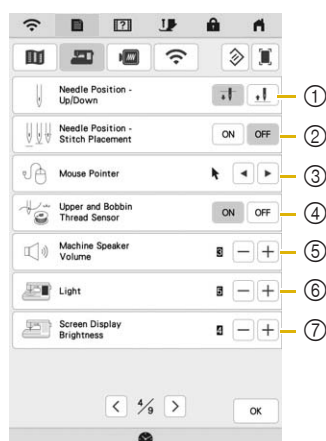 ?
Needle Position -
Up/Down
①
Needle Position -
Stitch Placement
ON OFF
②
Mouse Pointer
③
Upper and Bobbin
Thread Sensor
ON OFF
④
Machine Speaker
Volume
3 − +
⑤
Light
5 − +
⑥
Screen Display
Brightness
4 − +
⑦
< 4/9 >
OK